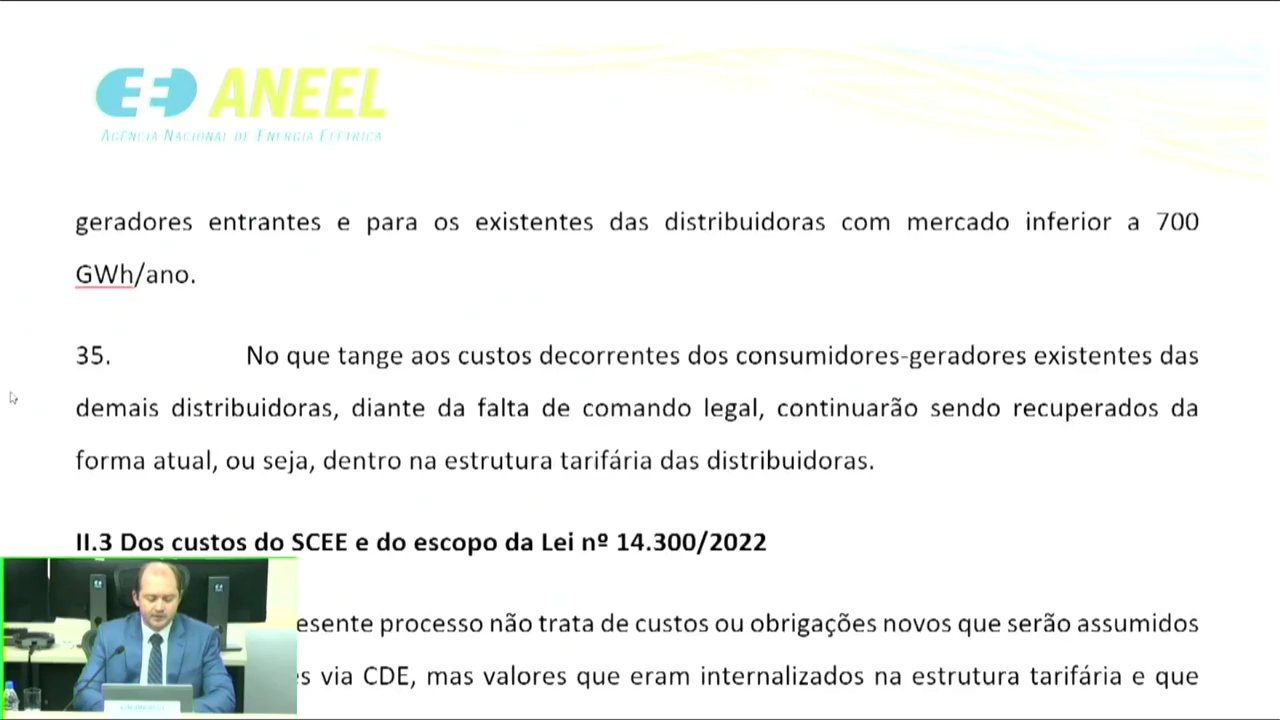 ANEEL
AGÊNCIA NACIONAL DE ENERGIA ELÉTRICA
geradores entrantes e para os existentes das distribuidoras com mercado inferior a 700
GWh/ano.
35. No que tange aos custos decorrentes dos consumidores-geradores existentes das
demais distribuidoras, diante da falta de comando legal, continuarão sendo recuperados da
forma atual, ou seja, dentro na estrutura tarifária das distribuidoras.
II.3 Dos custos do SCEE e do escopo da Lei nº 14.300/2022
processo não trata de custos ou obrigações novos que serão assumidos
via CDE, mas valores que eram internalizados na estrutura tarifária e que